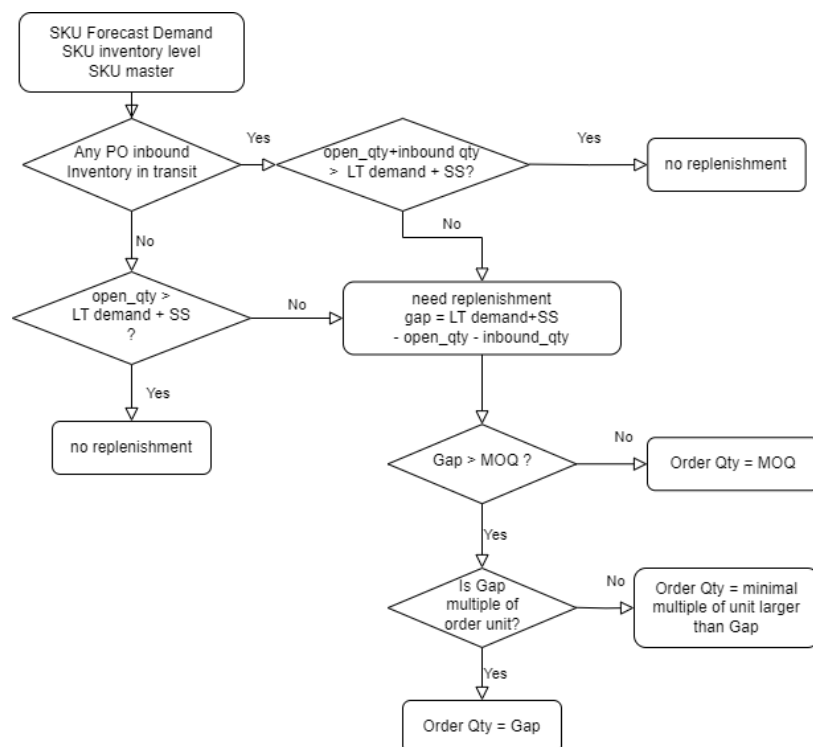 SKU Forecast Demand
SKU inventory level
SKU master
Any PO inbound
Inventory in transit
Yes
open_qty+inbound qty
> LT demand + SS?
Yes
no replenishment
No
No
open_qty >
LT demand + SS
?
No
need replenishment
gap = LT demand+SS
- open_qty - inbound_qty
Yes
no replenishment
Gap > MOQ ?
No
Order Qty = MOQ
Yes
Is Gap
multiple of
order unit?
No
Order Qty = minimal
multiple of unit larger
than Gap
Yes
Order Qty = Gap